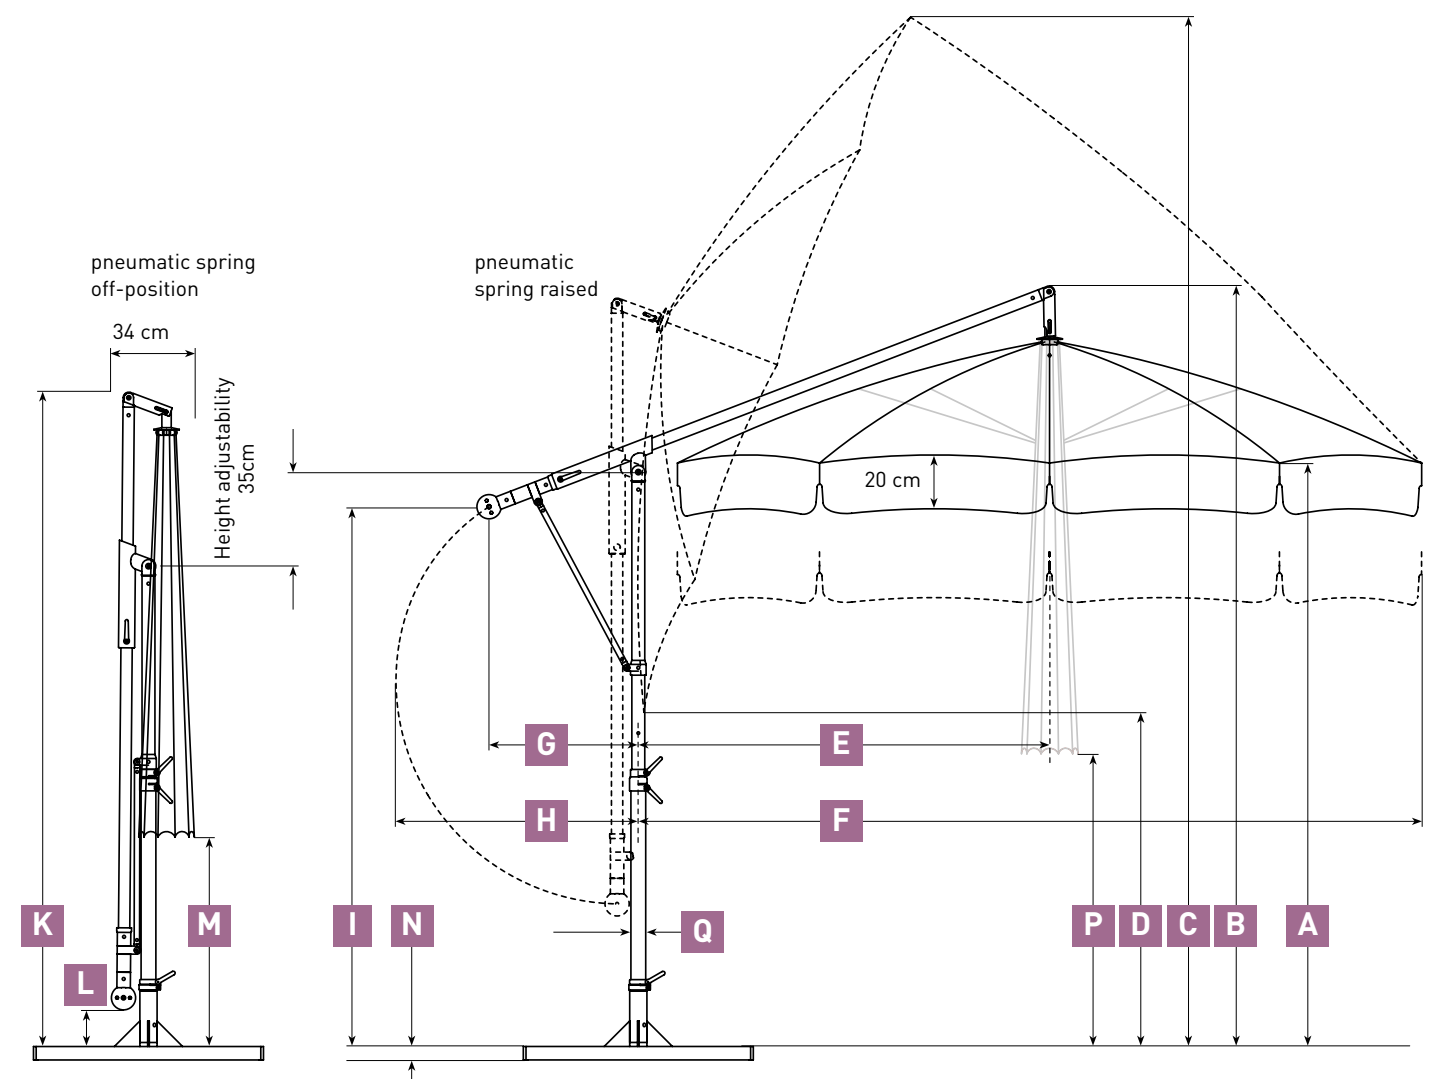 pneumatic spring
off-position
34 cm
Height adjustability
35cm
pneumatic
spring raised
20 cm
G
E
H
F
K
M
I
N
Q
P
D
C
B
A
L